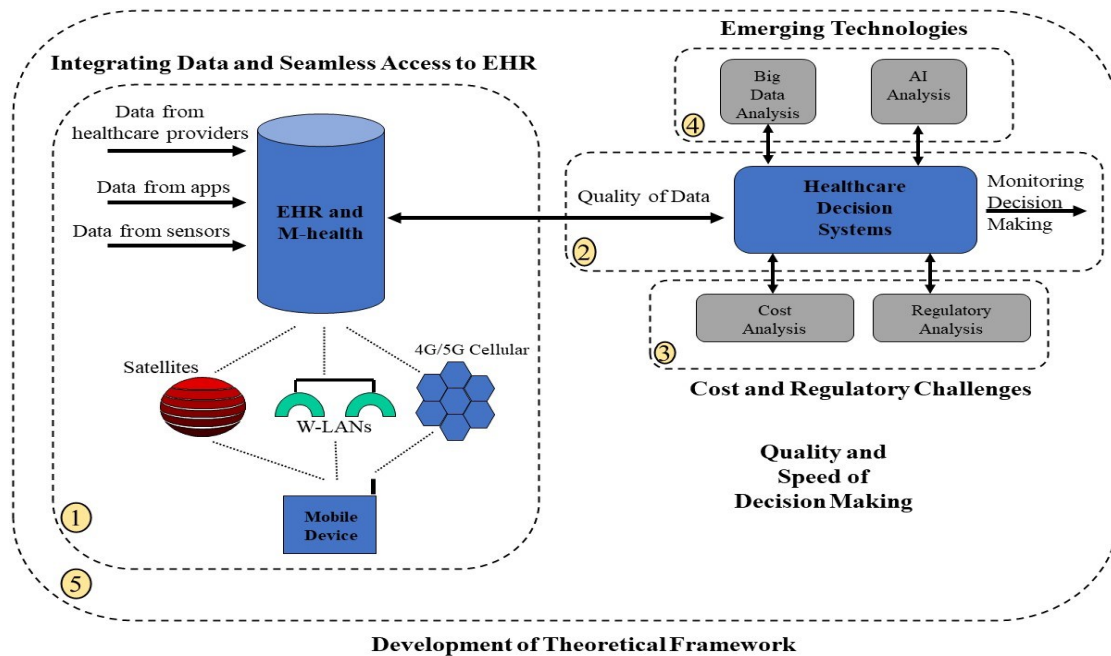 Emerging Technologies
Integrating Data and Seamless Access to EHR
Data from
healthcare providers
Data from apps
Data from sensors
EHR and
M-health
Satellites
W-LANs
4G/5G Cellular
Mobile
Device
1
5
Big
Data
Analysis
AI
Analysis
4
Quality of Data
Healthcare
Decision
Systems
Monitoring
Decision
Making
2
Cost
Analysis
Regulatory
Analysis
3
Cost and Regulatory Challenges
Quality and
Speed of
Decision Making
Development of Theoretical Framework